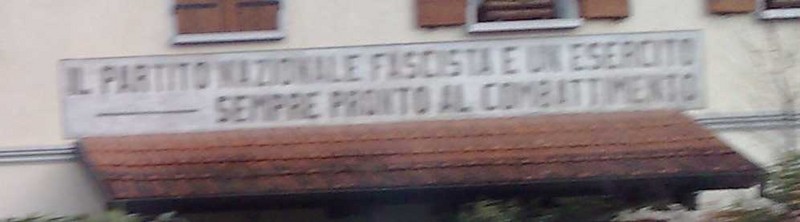 IL PARTITO NAZIONALE FASCISTA E UN ESERCITO
SEMPRE PRONTO AL COMBATTIMENTO